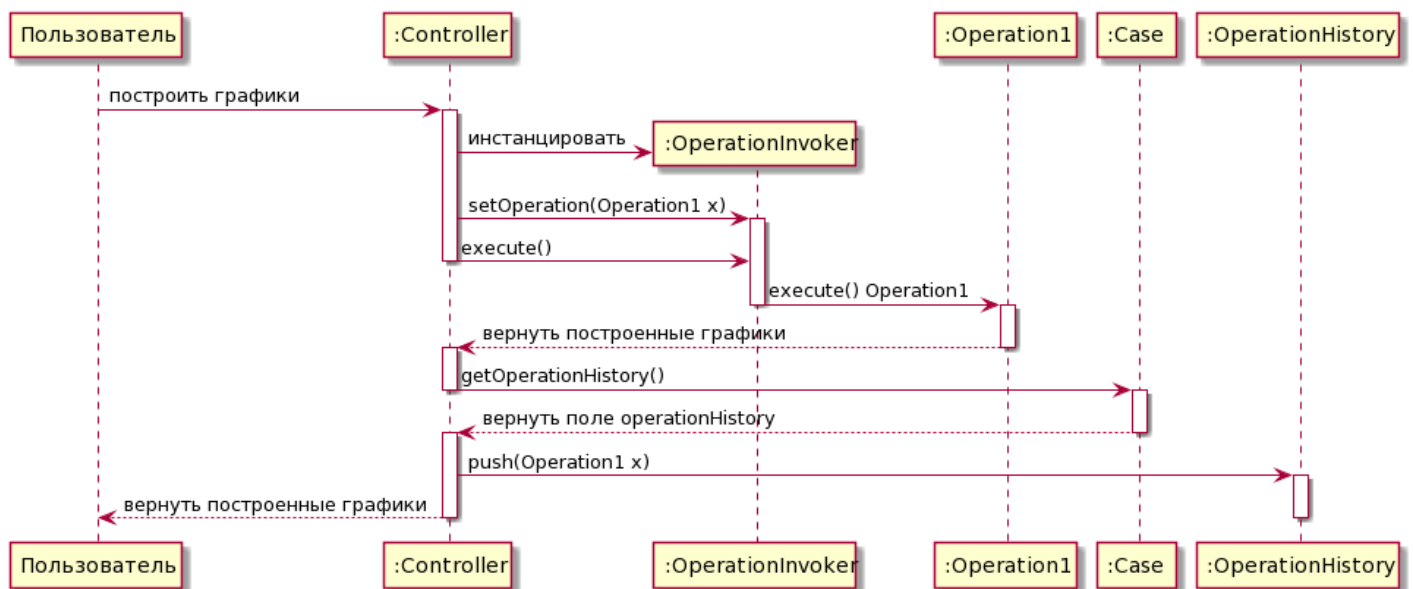 Пользователь
:Controller
:Operation1
:Case
:OperationHistory
построить графики
инстанцировать
:OperationInvoker
setOperation(Operation1 x)
execute()
execute() Operation1
вернуть построенные графики
getOperationHistory()
вернуть поле operationHistory
push(Operation1 x)
вернуть построенные графики
Пользователь
:Controller
:OperationInvoker
:Operation1
:Case
:OperationHistory